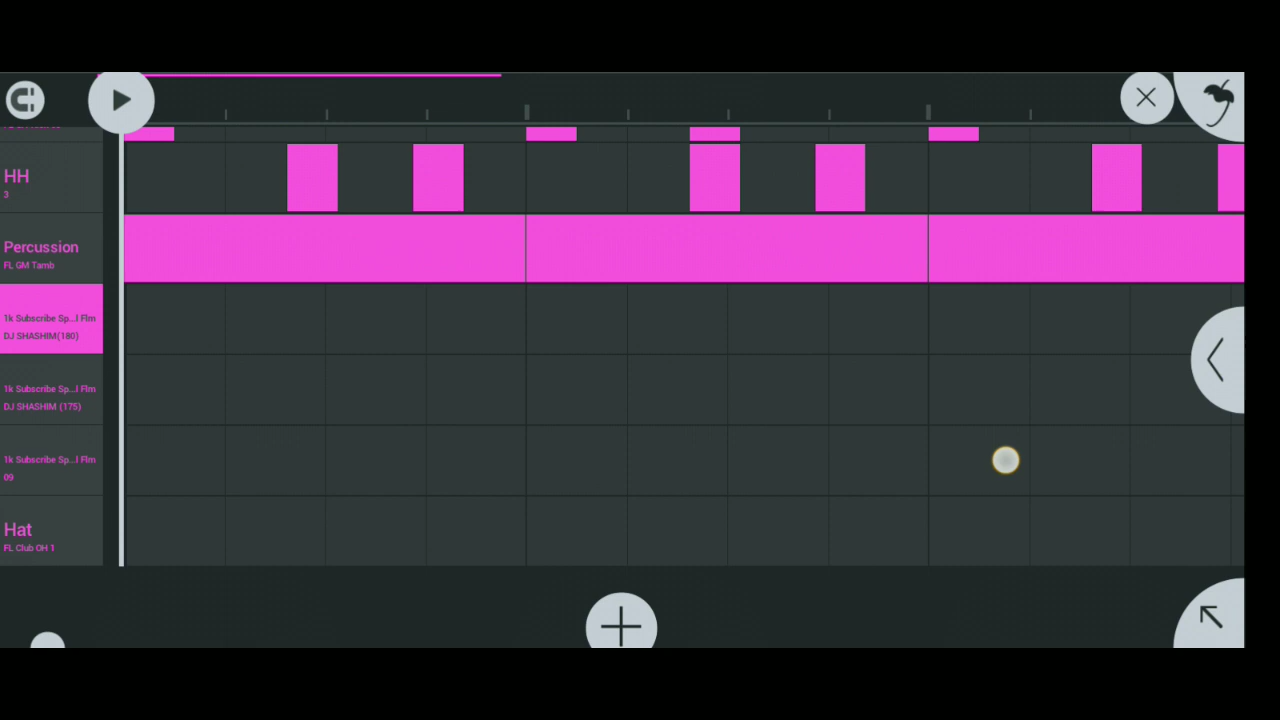 HH
3
Percussion
FL GM Tamb
1k Subscribe Sp...l Flm
DJ SHASHIM(180)
1k Subscribe Sp...l Flm
DJ SHASHIM (175)
1k Subscribe Sp...l Flm
09
Hat
FL Club OH 1